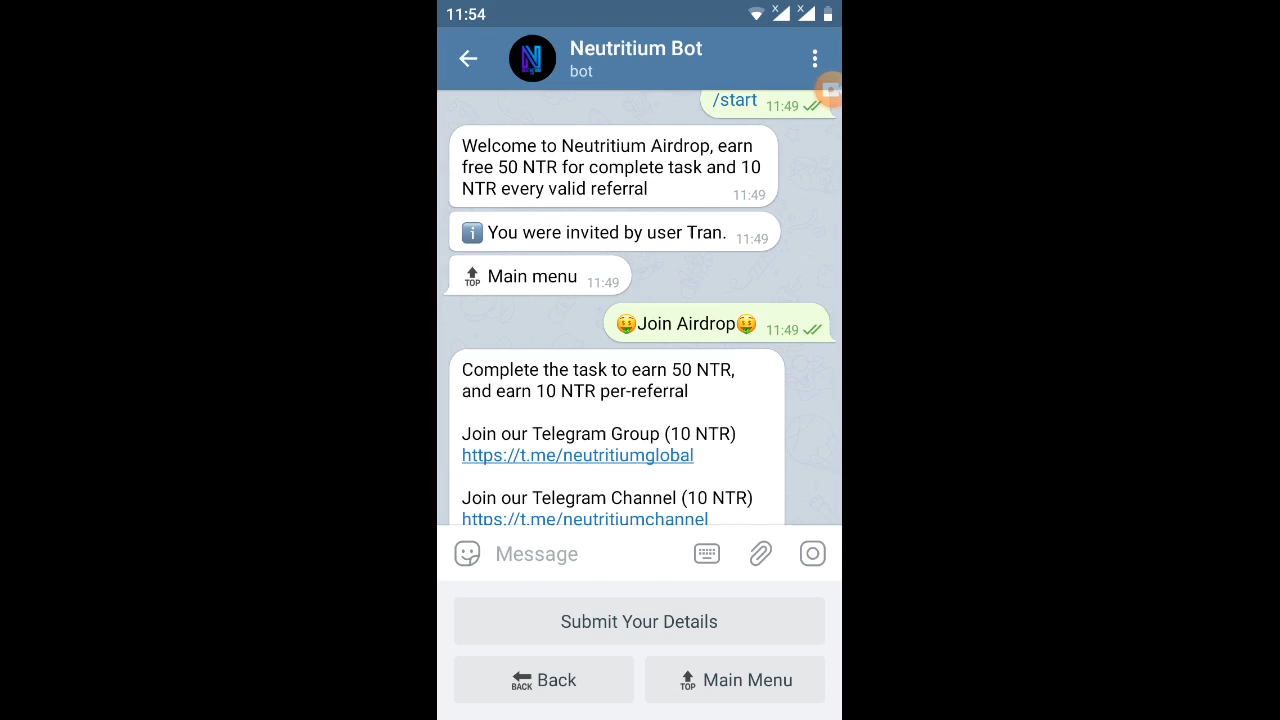 11:54
Neutritium Bot
bot
/start 11:49
Welcome to Neutritium Airdrop, earn
free 50 NTR for complete task and 10
NTR every valid referral
11:49
You were invited by user Tran. 11:49
TOP Main menu 11:49
Join Airdrop 11:49
Complete the task to earn 50 NTR,
and earn 10 NTR per-referral
Join our Telegram Group (10 NTR)
https://t.me/neutritiumglobal
Join our Telegram Channel (10 NTR)
https://t.me/neutritiumchannel
Message
Submit Your Details
BACK Back
TOP Main Menu